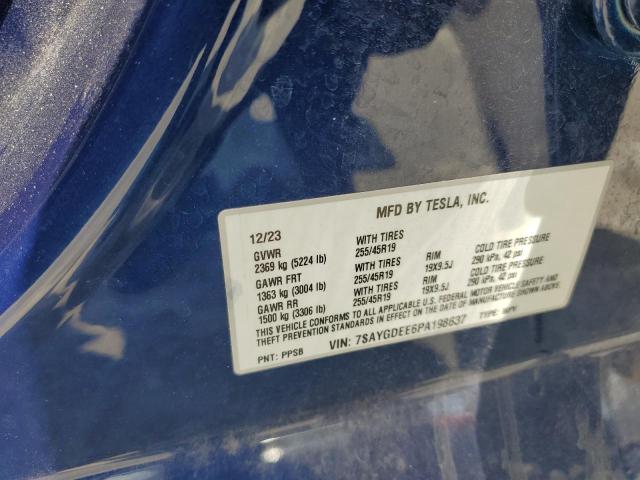 MFD BY TESLA, INC.
12/23
GVWR WITH TIRES
2369 kg (5224 lb) 255/45R19 COLD TIRE PRESSURE
GAWR FRT WITH TIRES RIM 290 kPa, 42 psi
1363 kg (3004 lb) 255/45R19 19X9.5J COLD TIRE PRESSURE
GAWR RR WITH TIRES RIM 290 kPa, 42 psi
1500 kg (3306 lb) 255/45R19 19X9.5J
THIS VEHICLE CONFORMS TO ALL APPLICABLE U.S. FEDERAL MOTOR VEHICLE SAFETY AND
THEFT PREVENTION STANDARDS IN EFFECT ON THE DATE OF MANUFACTURE SHOWN ABOVE.
PNT: PPSB VIN: 7SAYGDEE6PA198637 TYPE: MPV